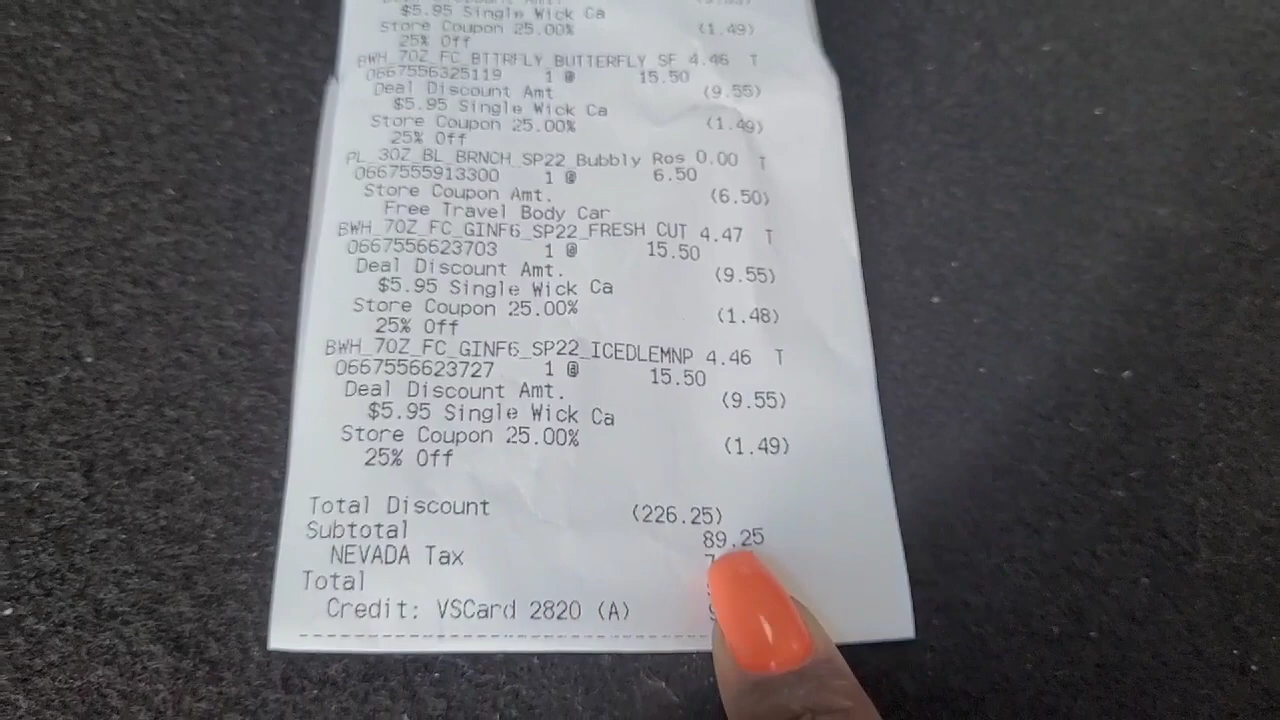 $5.95 Single Wick Ca
Store Coupon 25.00% (1.49)
25% Off
BWH_7OZ_FC_BTTRFLY_BUTTERFLY SF 4.46 T
0667556325119 1 @ 15.50
Deal Discount Amt (9.55)
$5.95 Single Wick Ca
Store Coupon 25.00% (1.49)
25% Off
PL_3OZ_BL_BRNCH_SP22_Bubbly Ros 0.00 T
0667555913300 1 @ 6.50
Store Coupon Amt. (6.50)
Free Travel Body Car
BWH_7OZ_FC_GINF6_SP22_FRESH CUT 4.47 T
0667556623703 1 @ 15.50
Deal Discount Amt. (9.55)
$5.95 Single Wick Ca
Store Coupon 25.00% (1.48)
25% Off
BWH_7OZ_FC_GINF6_SP22_ICEDLEMNP 4.46 T
0667556623727 1 @ 15.50
Deal Discount Amt. (9.55)
$5.95 Single Wick Ca
Store Coupon 25.00% (1.49)
25% Off
Total Discount (226.25)
Subtotal 89.25
NEVADA Tax
Total
Credit: VSCard 2820 (A)